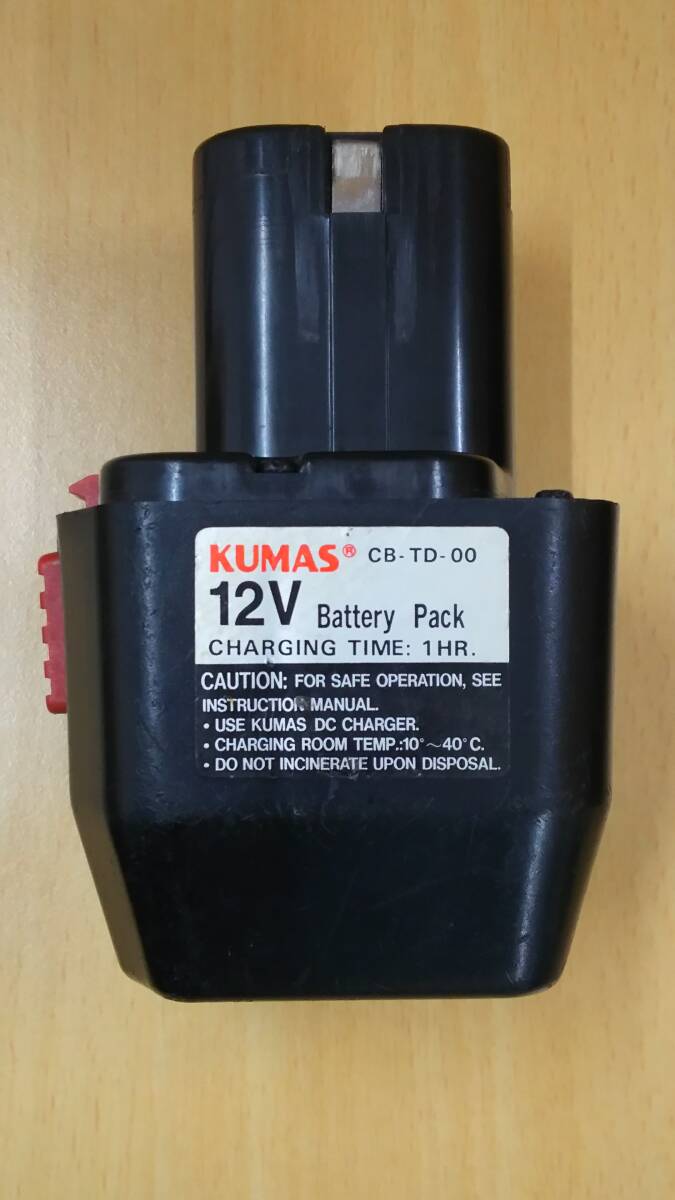 KUMAS® CB-TD-00
12V Battery Pack
CHARGING TIME: 1HR.
CAUTION: FOR SAFE OPERATION, SEE
INSTRUCTION MANUAL.
• USE KUMAS DC CHARGER.
• CHARGING ROOM TEMP.:10°~40°C.
• DO NOT INCINERATE UPON DISPOSAL.